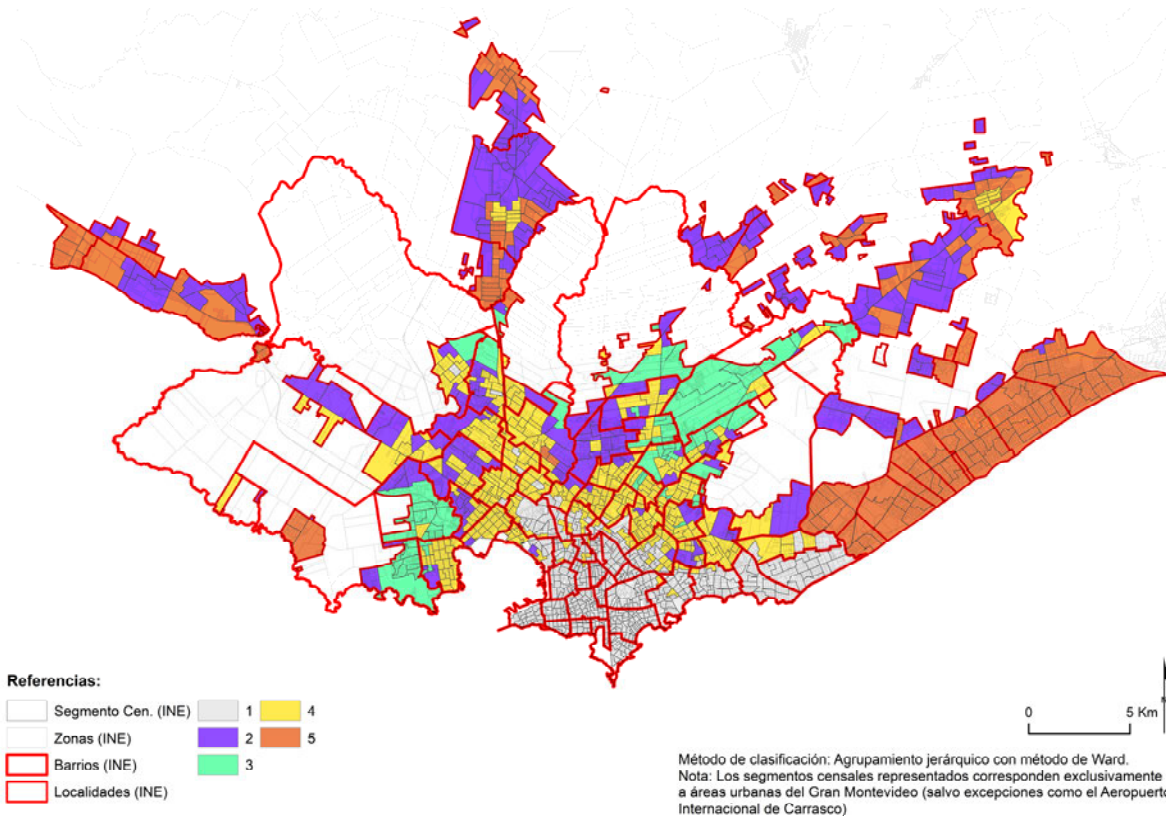 Referencias:
Segmento Cen. (INE)
Zonas (INE)
Barrios (INE)
Localidades (INE)
1
2
3
4
5
0 5 Km
Método de clasificación: Agrupamiento jerárquico con método de Ward.
Nota: Los segmentos censales representados corresponden exclusivamente
a áreas urbanas del Gran Montevideo (salvo excepciones como el Aeropuerto
Internacional de Carrasco)